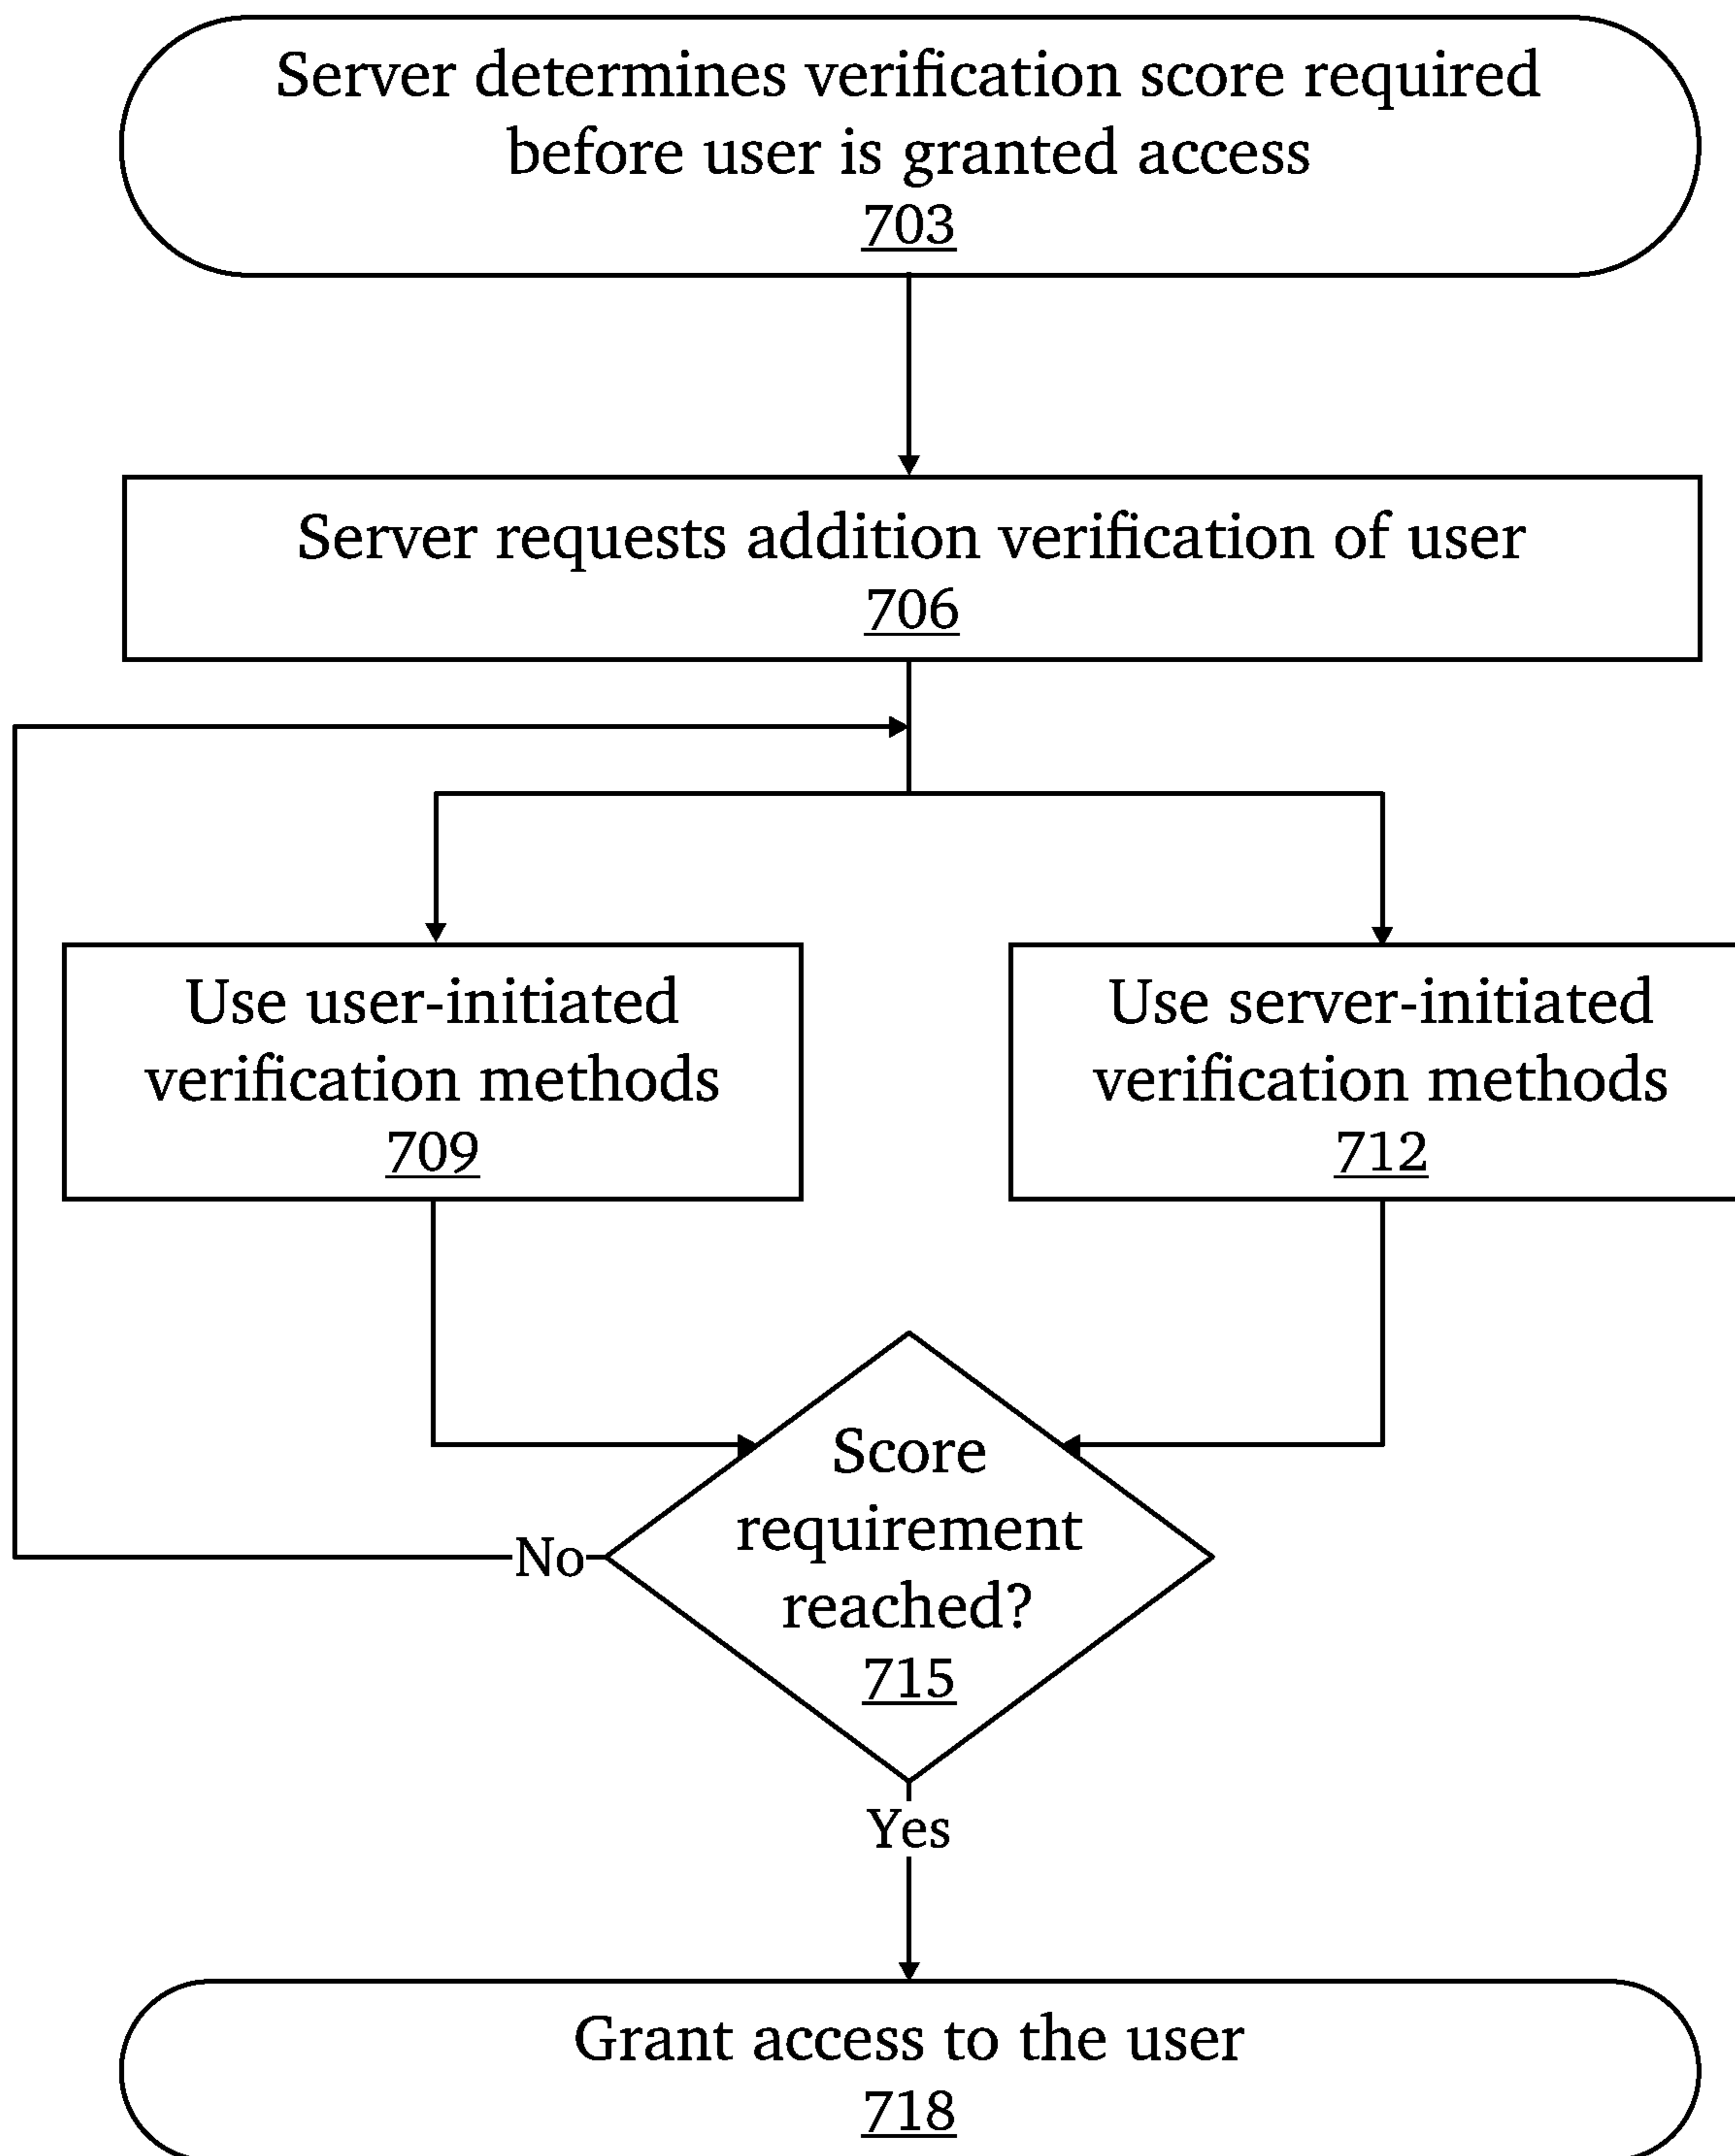 Server determines verification score required
before user is granted access
703
Server requests addition verification of user
706
Use user-initiated
verification methods
709
Use server-initiated
verification methods
712
Score
requirement
reached?
715
No
Yes
Grant access to the user
718